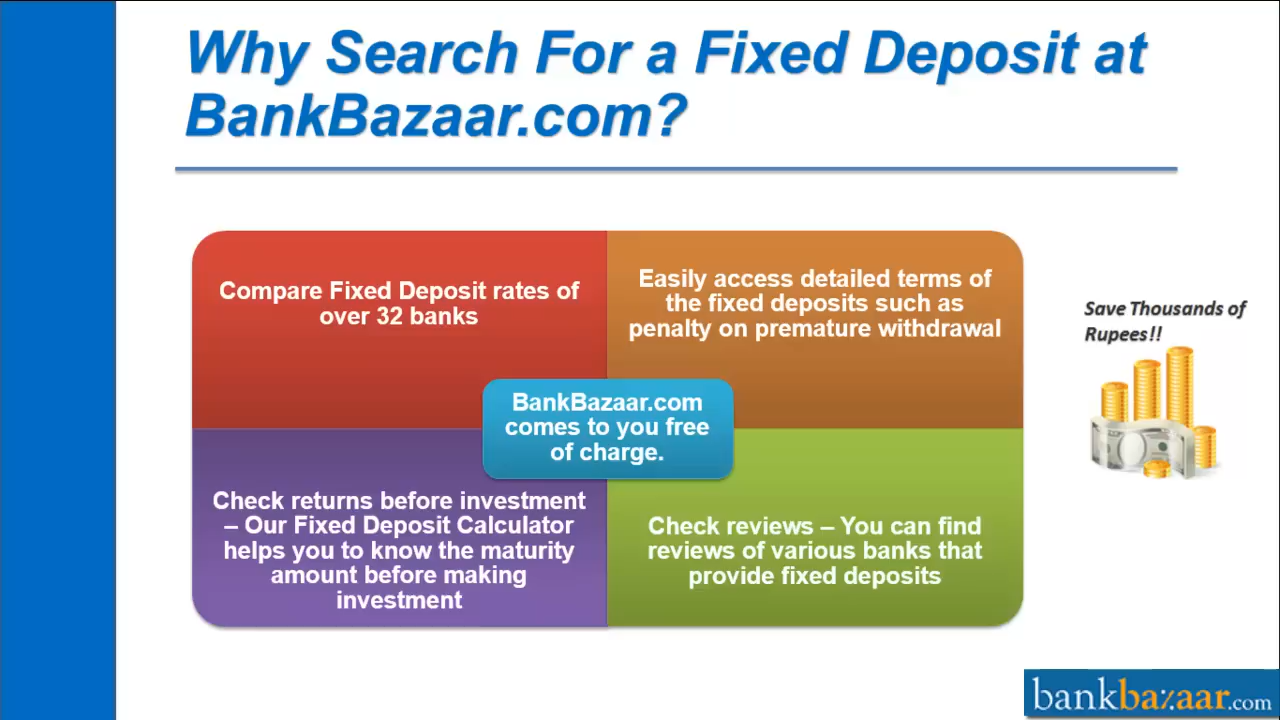 Why Search For a Fixed Deposit at
BankBazaar.com?
Compare Fixed Deposit rates of
over 32 banks
Easily access detailed terms of
the fixed deposits such as
penalty on premature withdrawal
Save Thousands of
Rupees!!
BankBazaar.com
comes to you free
of charge.
Check returns before investment
– Our Fixed Deposit Calculator
helps you to know the maturity
amount before making
investment
Check reviews – You can find
reviews of various banks that
provide fixed deposits
bankbazaar.com